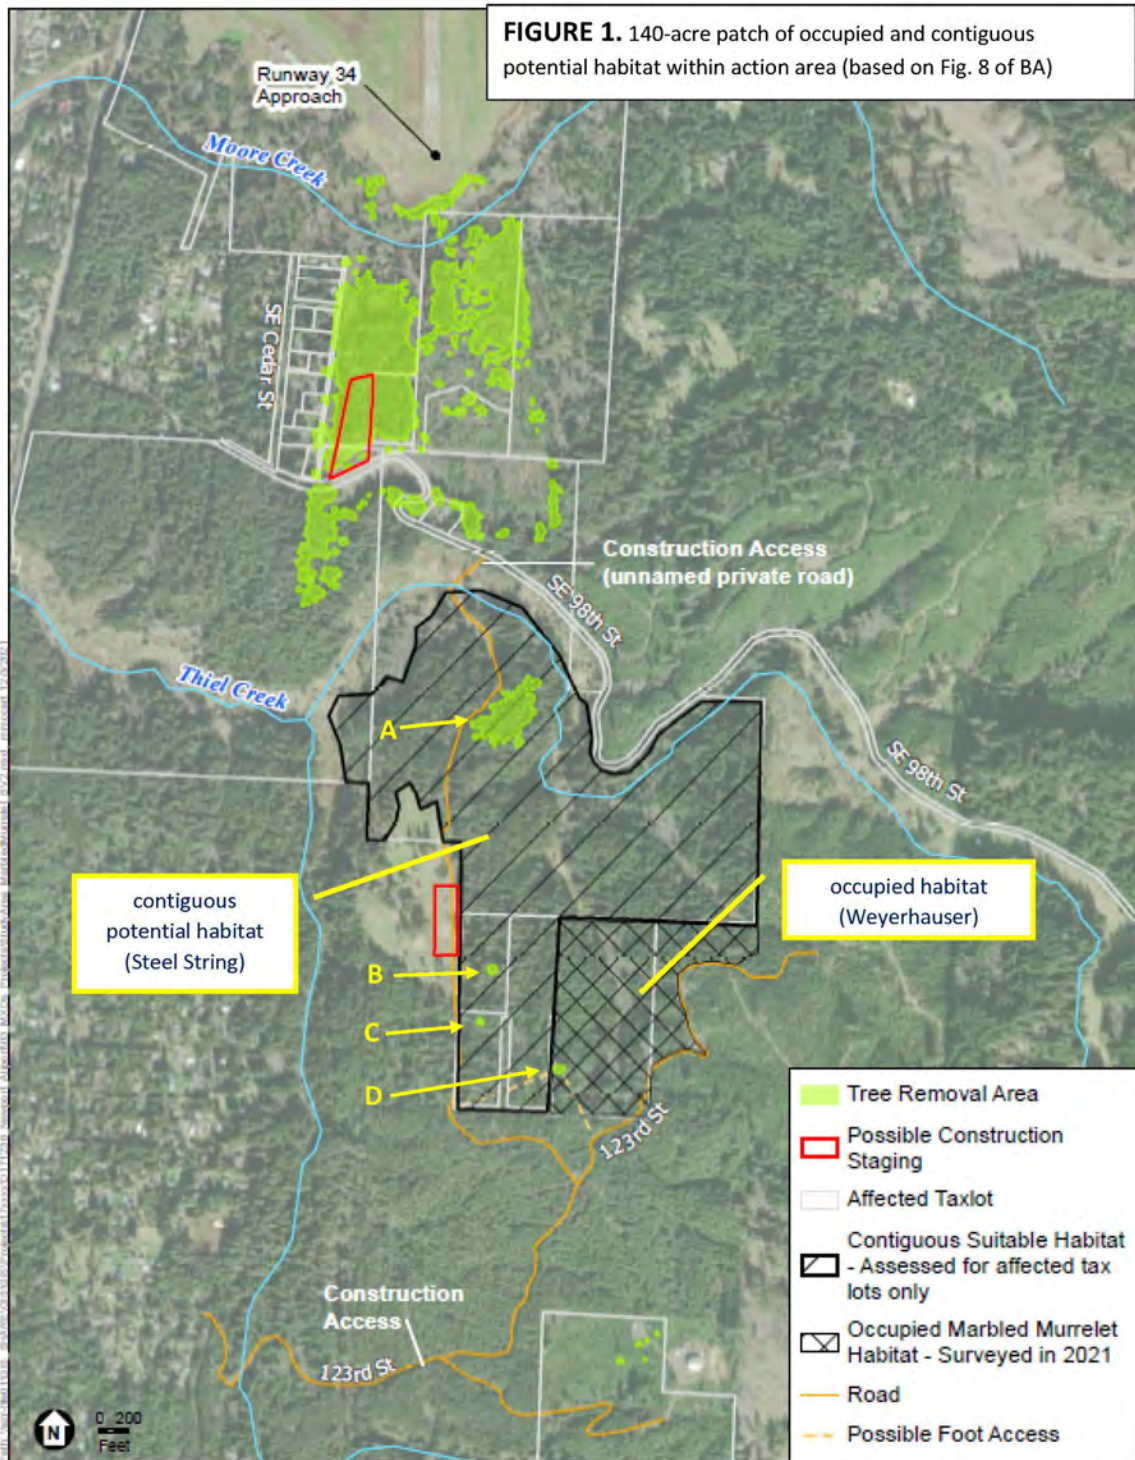 FIGURE 1. 140-acre patch of occupied and contiguous
potential habitat within action area (based on Fig. 8 of BA)
Runway 34
Approach
Moore Creek
SE Cedar St
Construction Access
(unnamed private road)
SE 98th St
Thiel Creek
A
SE 98th St
contiguous
potential habitat
(Steel String)
occupied habitat
(Weyerhauser)
B
C
D
123rd St
Construction
Access
123rd St
Tree Removal Area
Possible Construction
Staging
Affected Taxlot
Contiguous Suitable Habitat
- Assessed for affected tax
lots only
Occupied Marbled Murrelet
Habitat - Surveyed in 2021
Road
Possible Foot Access
N
0 200
Feet